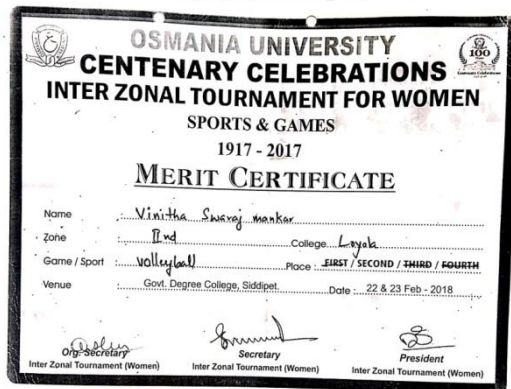 OSMANIA UNIVERSITY
CENTENARY CELEBRATIONS
INTER ZONAL TOURNAMENT FOR WOMEN
SPORTS & GAMES
1917 - 2017
MERIT CERTIFICATE
Name : Vinitha Swaraj mankar
Zone : IInd College Loyola
Game / Sport : volleyball Place : FIRST / SECOND / THIRD / FOURTH
Venue : Govt. Degree College, Siddipet. Date : 22 & 23 Feb - 2018
Org. Secretary Secretary President
Inter Zonal Tournament (Women) Inter Zonal Tournament (Women) Inter Zonal Tournament (Women)
100
Centenary Celebrations